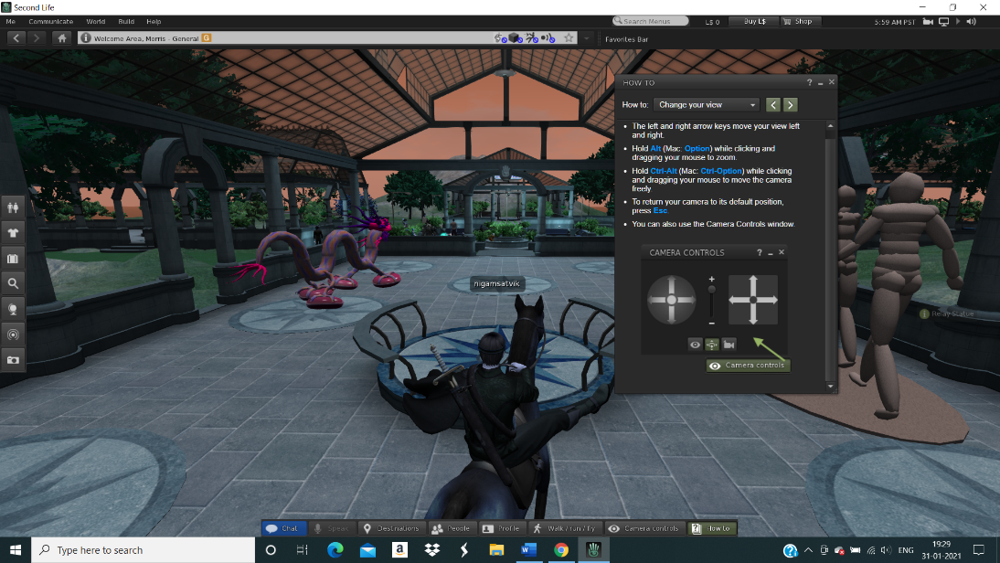 Second Life
Me Communicate World Build Help
Search Menus L$ 0 Buy L$ Shop 5:59 AM PST
Welcome Area, Morris - General G
Favorites Bar
HOW TO
How to: Change your view
The left and right arrow keys move your view left
and right.
Hold Alt (Mac: Option) while clicking and
dragging your mouse to zoom.
Hold Ctrl-Alt (Mac: Ctrl-Option) while clicking
and dragging your mouse to move the camera
freely
To return your camera to its default position,
press Esc
You can also use the Camera Controls window.
CAMERA CONTROLS
Camera controls
nigamsatvik
Relay Statue
Chat Speak Destinations People Profile Walk / run / fly Camera controls How to
Type here to search
ENG
19:29
31-01-2021